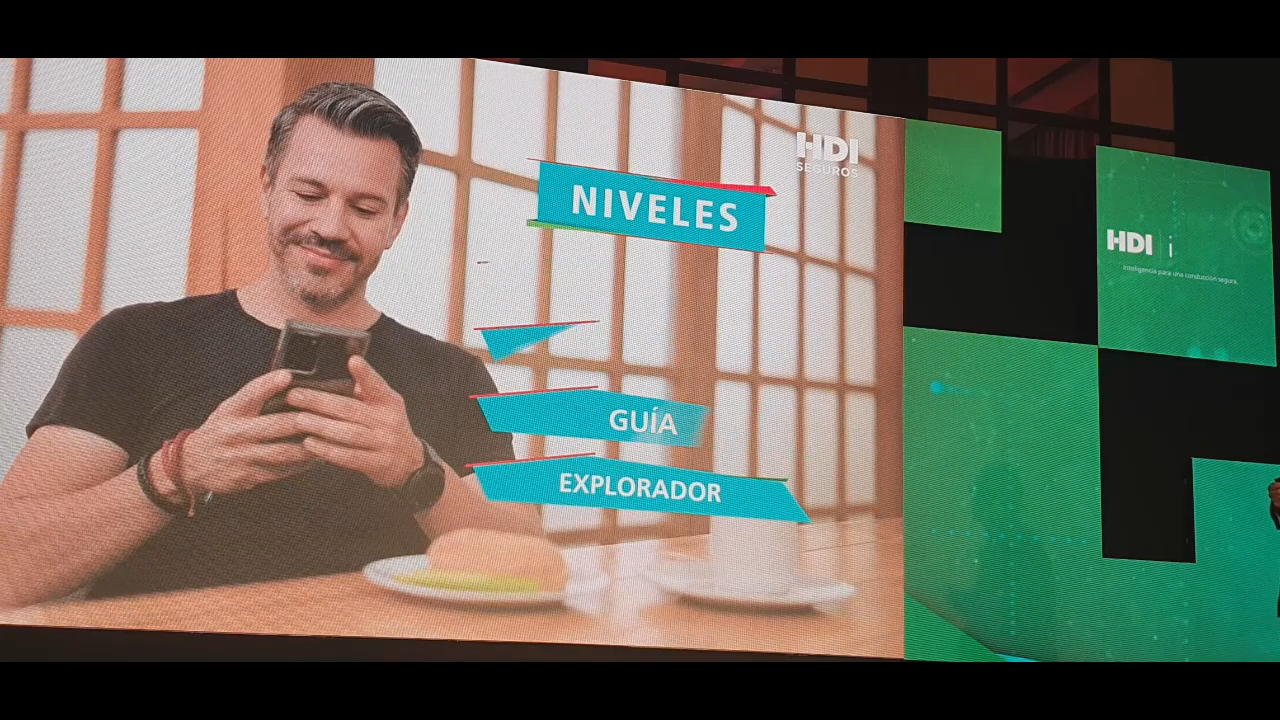 HDI
SEGUROS
NIVELES
GUÍA
EXPLORADOR
HDI | i
Inteligencia para una conducción segura.